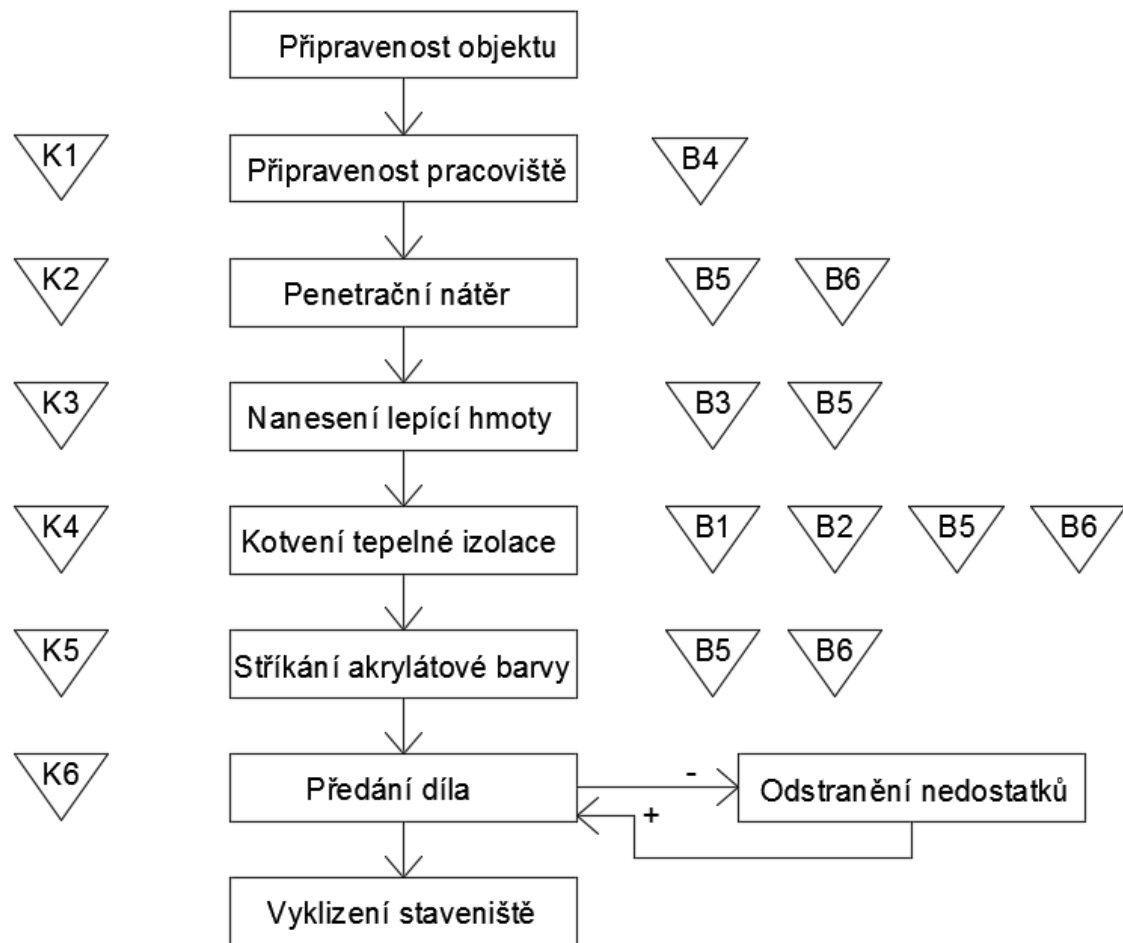 Připravenost objektu
K1
Připravenost pracoviště
B4
K2
Penetrační nátěr
B5
B6
K3
Nanesení lepící hmoty
B3
B5
K4
Kotvení tepelné izolace
B1
B2
B5
B6
K5
Stříkání akrylátové barvy
B5
B6
K6
Předání díla
-
+
Odstranění nedostatků
Vyklizení staveniště